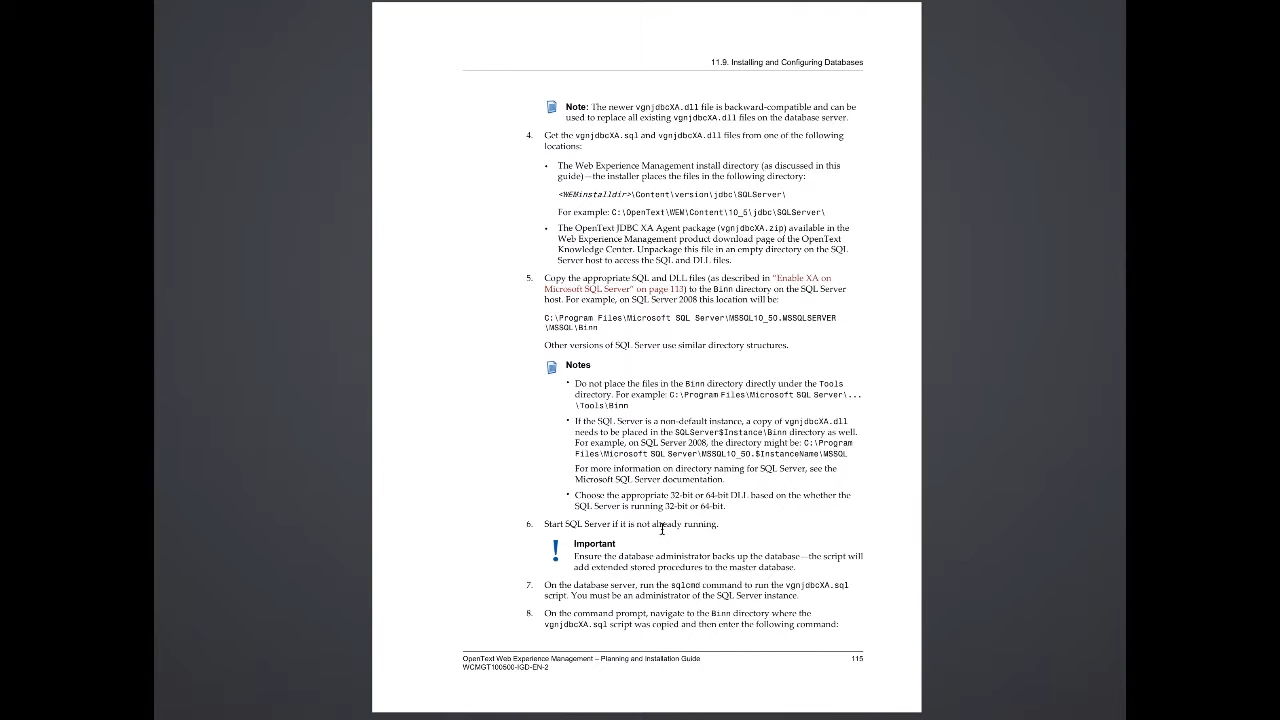 11.9. Installing and Configuring Databases
Note: The newer vgnjdbcXA.dll file is backward-compatible and can be
used to replace all existing vgnjdbcXA.dll files on the database server.
4. Get the vgnjdbcXA.sql and vgnjdbcXA.dll files from one of the following
locations:
• The Web Experience Management install directory (as discussed in this
guide)—the installer places the files in the following directory:
<WEMinstalldir>\Content\version\jdbc\SQLServer\
For example: C:\OpenText\WEM\Content\10_5\jdbc\SQLServer\
• The OpenText JDBC XA Agent package (vgnjdbcXA.zip) available in the
Web Experience Management product download page of the OpenText
Knowledge Center. Unpackage this file in an empty directory on the SQL
Server host to access the SQL and DLL files.
5. Copy the appropriate SQL and DLL files (as described in “Enable XA on
Microsoft SQL Server” on page 113) to the Binn directory on the SQL Server
host. For example, on SQL Server 2008 this location will be:
C:\Program Files\Microsoft SQL Server\MSSQL10_50.MSSQLSERVER
\MSSQL\Binn
Other versions of SQL Server use similar directory structures.
Notes
• Do not place the files in the Binn directory directly under the Tools
directory. For example: C:\Program Files\Microsoft SQL Server\...
\Tools\Binn
• If the SQL Server is a non-default instance, a copy of vgnjdbcXA.dll
needs to be placed in the SQLServer$Instance\Binn directory as well.
For example, on SQL Server 2008, the directory might be: C:\Program
Files\Microsoft SQL Server\MSSQL10_50.$InstanceName\MSSQL
For more information on directory naming for SQL Server, see the
Microsoft SQL Server documentation.
• Choose the appropriate 32-bit or 64-bit DLL based on the whether the
SQL Server is running 32-bit or 64-bit.
6. Start SQL Server if it is not already running.
Important
Ensure the database administrator backs up the database—the script will
add extended stored procedures to the master database.
7. On the database server, run the sqlcmd command to run the vgnjdbcXA.sql
script. You must be an administrator of the SQL Server instance.
8. On the command prompt, navigate to the Binn directory where the
vgnjdbcXA.sql script was copied and then enter the following command:
OpenText Web Experience Management – Planning and Installation Guide 115
WCMGT100500-IGD-EN-2